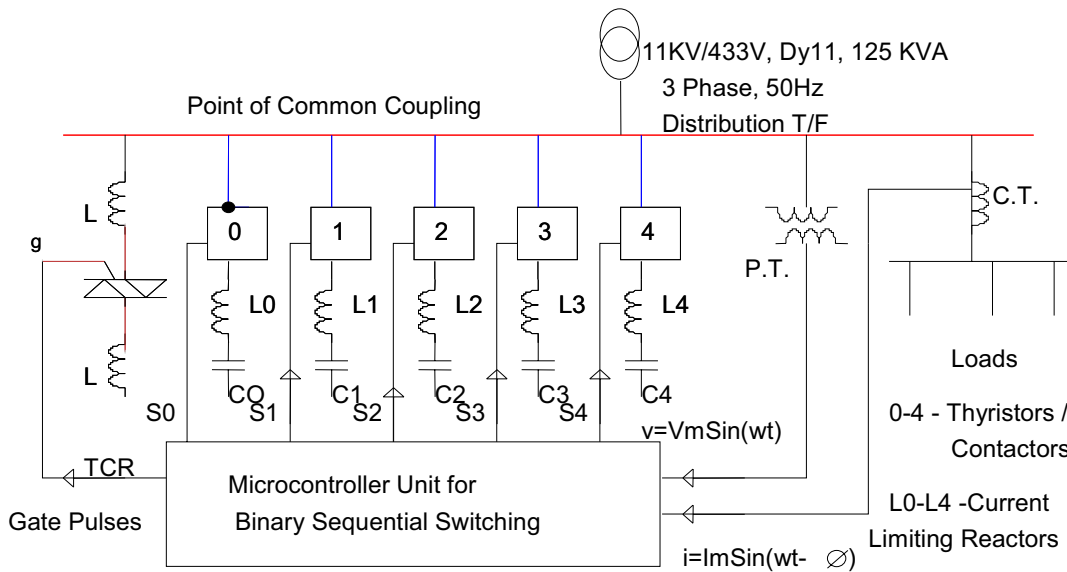 11KV/433V, Dy11, 125 KVA
3 Phase, 50Hz
Distribution T/F
Point of Common Coupling
L
C.T.
g
0
1
2
3
4
P.T.
L0
L1
L2
L3
L4
L
Loads
CO
C1
C2
C3
C4
S0
S1
S2
S3
S4
0-4 - Thyristors /
Contactors
v=VmSin(wt)
TCR
Gate Pulses
Microcontroller Unit for
Binary Sequential Switching
L0-L4 -Current
Limiting Reactors
i=ImSin(wt- ∅)